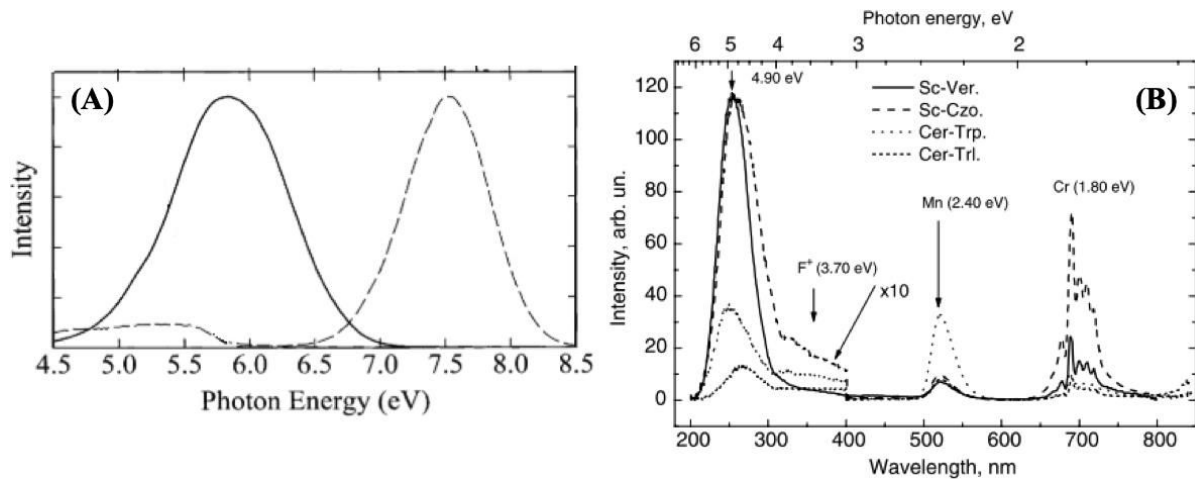 (A)
Intensity
4.5 5.0 5.5 6.0 6.5 7.0 7.5 8.0 8.5
Photon Energy (eV)
Photon energy, eV
6 5 4 3 2
(B)
120
100
80
60
40
20
0
Intensity, arb. un.
4.90 eV
Sc-Ver.
Sc-Czo.
Cer-Trp.
Cer-Trl.
Cr (1.80 eV)
Mn (2.40 eV)
F⁺ (3.70 eV)
x10
200 300 400 500 600 700 800
Wavelength, nm